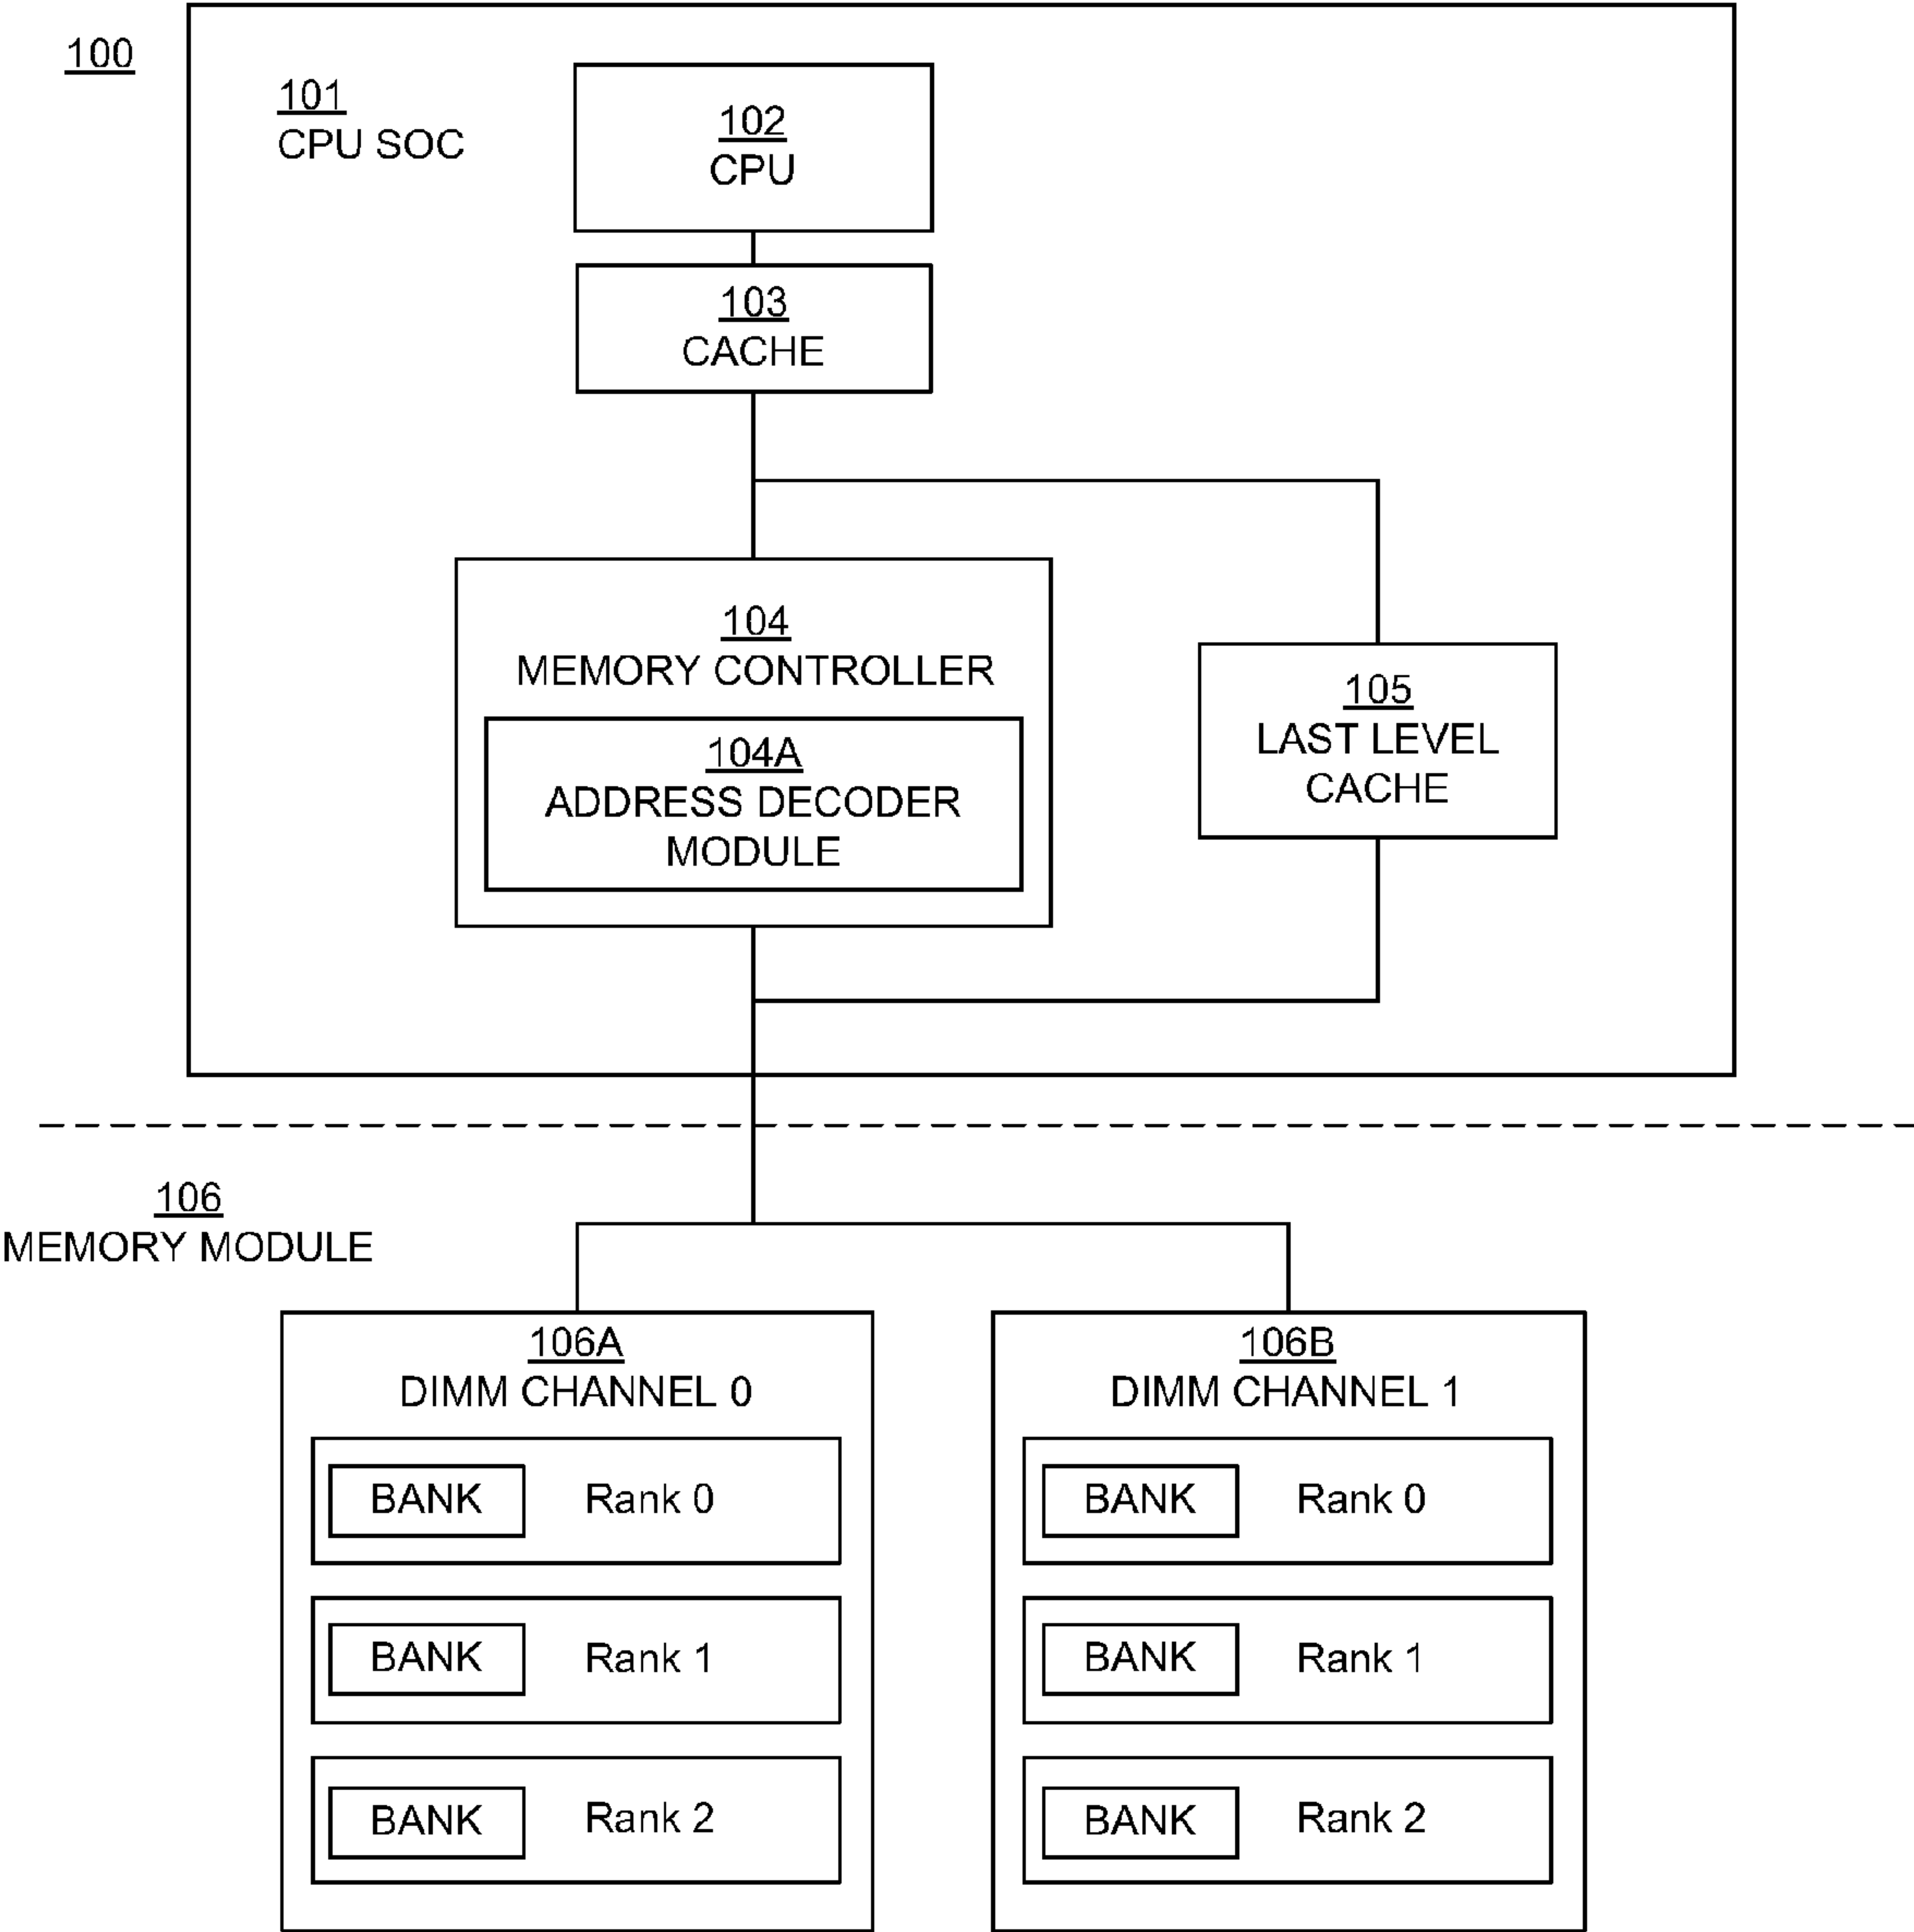 100
101
CPU SOC
102
CPU
103
CACHE
104
MEMORY CONTROLLER
104A
ADDRESS DECODER
MODULE
105
LAST LEVEL
CACHE
106
MEMORY MODULE
106A
DIMM CHANNEL 0
BANK Rank 0
BANK Rank 1
BANK Rank 2
106B
DIMM CHANNEL 1
BANK Rank 0
BANK Rank 1
BANK Rank 2